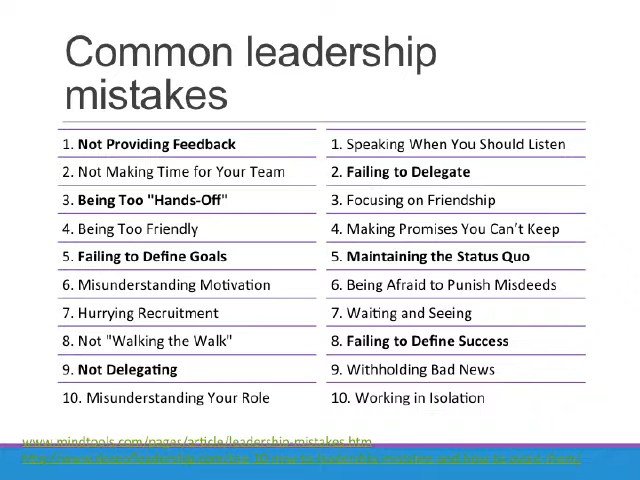 Common leadership
mistakes
1. Not Providing Feedback
2. Not Making Time for Your Team
3. Being Too "Hands-Off"
4. Being Too Friendly
5. Failing to Define Goals
6. Misunderstanding Motivation
7. Hurrying Recruitment
8. Not "Walking the Walk"
9. Not Delegating
10. Misunderstanding Your Role
1. Speaking When You Should Listen
2. Failing to Delegate
3. Focusing on Friendship
4. Making Promises You Can't Keep
5. Maintaining the Status Quo
6. Being Afraid to Punish Misdeeds
7. Waiting and Seeing
8. Failing to Define Success
9. Withholding Bad News
10. Working in Isolation
www.mindtools.com/pages/article/leadership-mistakes.htm